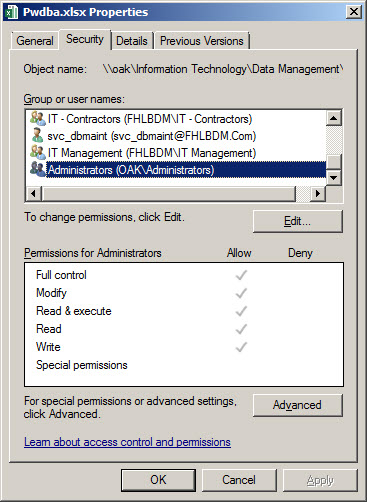 Pwdba.xlsx Properties
General Security Details Previous Versions
Object name: \\oak\Information Technology\Data Management\
Group or user names:
IT - Contractors (FHLBDM\IT - Contractors)
svc_dbmaint (svc_dbmaint@FHLBDM.Com)
IT Management (FHLBDM\IT Management)
Administrators (OAK\Administrators)
To change permissions, click Edit.
Edit...
Permissions for Administrators Allow Deny
Full control
Modify
Read & execute
Read
Write
Special permissions
For special permissions or advanced settings,
click Advanced.
Advanced
Learn about access control and permissions
OK Cancel Apply